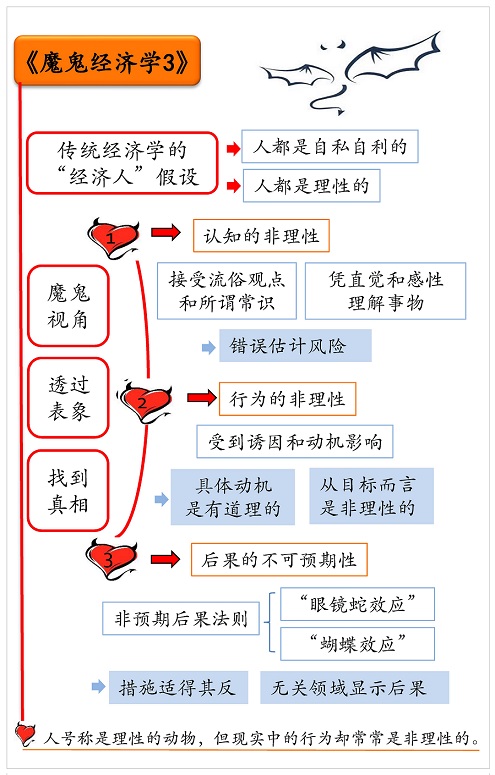 《魔鬼经济学3》
传统经济学的
“经济人”假设
人都是自私自利的
人都是理性的
1
认知的非理性
魔鬼
视角
接受流俗观点
和所谓常识
凭直觉和感性
理解事物
错误估计风险
透过
表象
2
行为的非理性
受到诱因和动机影响
找到
真相
具体动机
是有道理的
从目标而言
是非理性的
3
后果的不可预期性
非预期后果法则
“眼镜蛇效应”
“蝴蝶效应”
措施适得其反
无关领域显示后果
人号称是理性的动物，但现实中的行为却常常是非理性的。